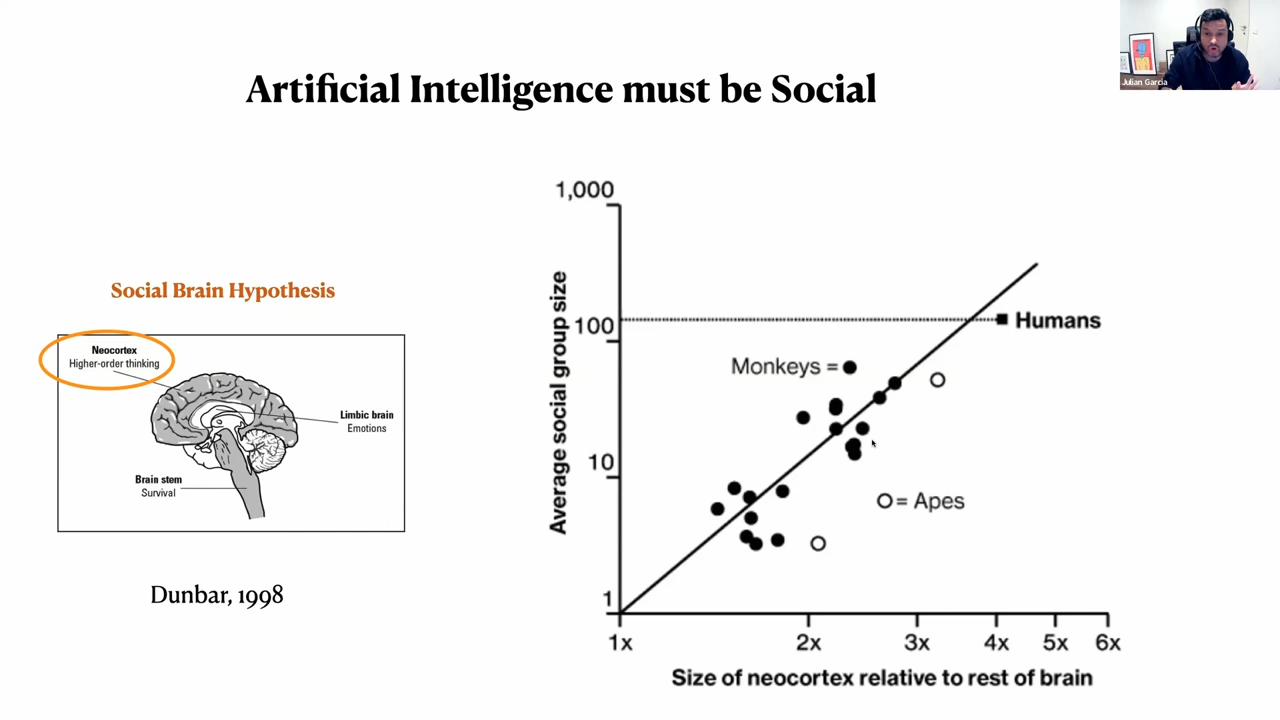 Artificial Intelligence must be Social
Julian Garcia
Social Brain Hypothesis
Neocortex
Higher-order thinking
Limbic brain
Emotions
Brain stem
Survival
Dunbar, 1998
Average social group size
1,000
100
10
1
Humans
Monkeys =
= Apes
1x 2x 3x 4x 5x 6x
Size of neocortex relative to rest of brain